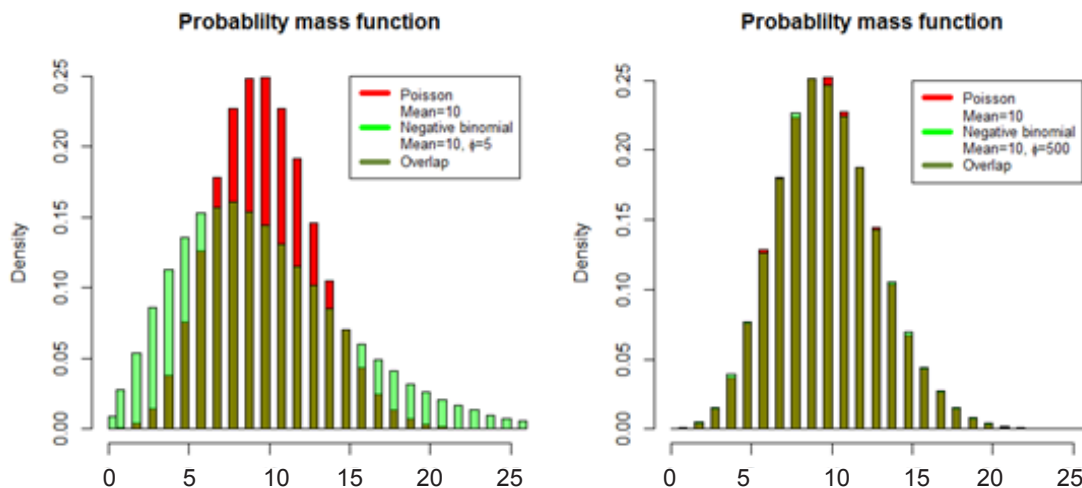 Probablilty mass function
Density
0.25
0.20
0.15
0.10
0.05
0.00
0 5 10 15 20 25
Poisson
Mean=10
Negative binomial
Mean=10, ϕ=5
Overlap
Probablilty mass function
Density
0.25
0.20
0.15
0.10
0.05
0.00
0 5 10 15 20 25
Poisson
Mean=10
Negative binomial
Mean=10, ϕ=500
Overlap